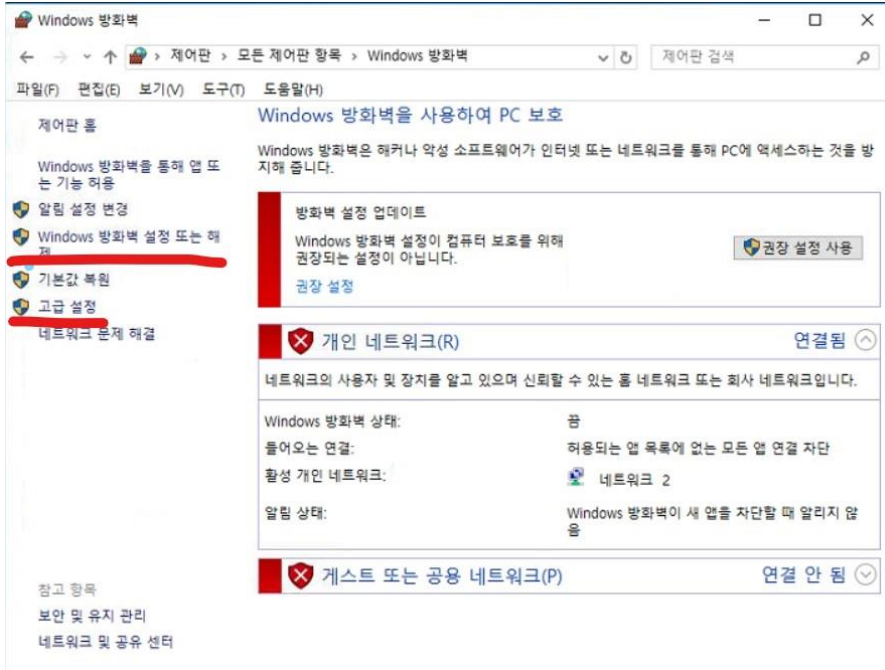 Windows 방화벽
제어판 › 모든 제어판 항목 › Windows 방화벽
제어판 검색
파일(F) 편집(E) 보기(V) 도구(T) 도움말(H)
제어판 홈
Windows 방화벽을 통해 앱 또
는 기능 허용
알림 설정 변경
Windows 방화벽 설정 또는 해
제
기본값 복원
고급 설정
네트워크 문제 해결
참고 항목
보안 및 유지 관리
네트워크 및 공유 센터
Windows 방화벽을 사용하여 PC 보호
Windows 방화벽은 해커나 악성 소프트웨어가 인터넷 또는 네트워크를 통해 PC에 액세스하는 것을 방
지해 줍니다.
방화벽 설정 업데이트
Windows 방화벽 설정이 컴퓨터 보호를 위해
권장되는 설정이 아닙니다.
권장 설정 사용
권장 설정
개인 네트워크(R) 연결됨
네트워크의 사용자 및 장치를 알고 있으며 신뢰할 수 있는 홈 네트워크 또는 회사 네트워크입니다.
Windows 방화벽 상태: 끔
들어오는 연결: 허용되는 앱 목록에 없는 모든 앱 연결 차단
활성 개인 네트워크: 네트워크 2
알림 상태: Windows 방화벽이 새 앱을 차단할 때 알리지 않
음
게스트 또는 공용 네트워크(P) 연결 안 됨